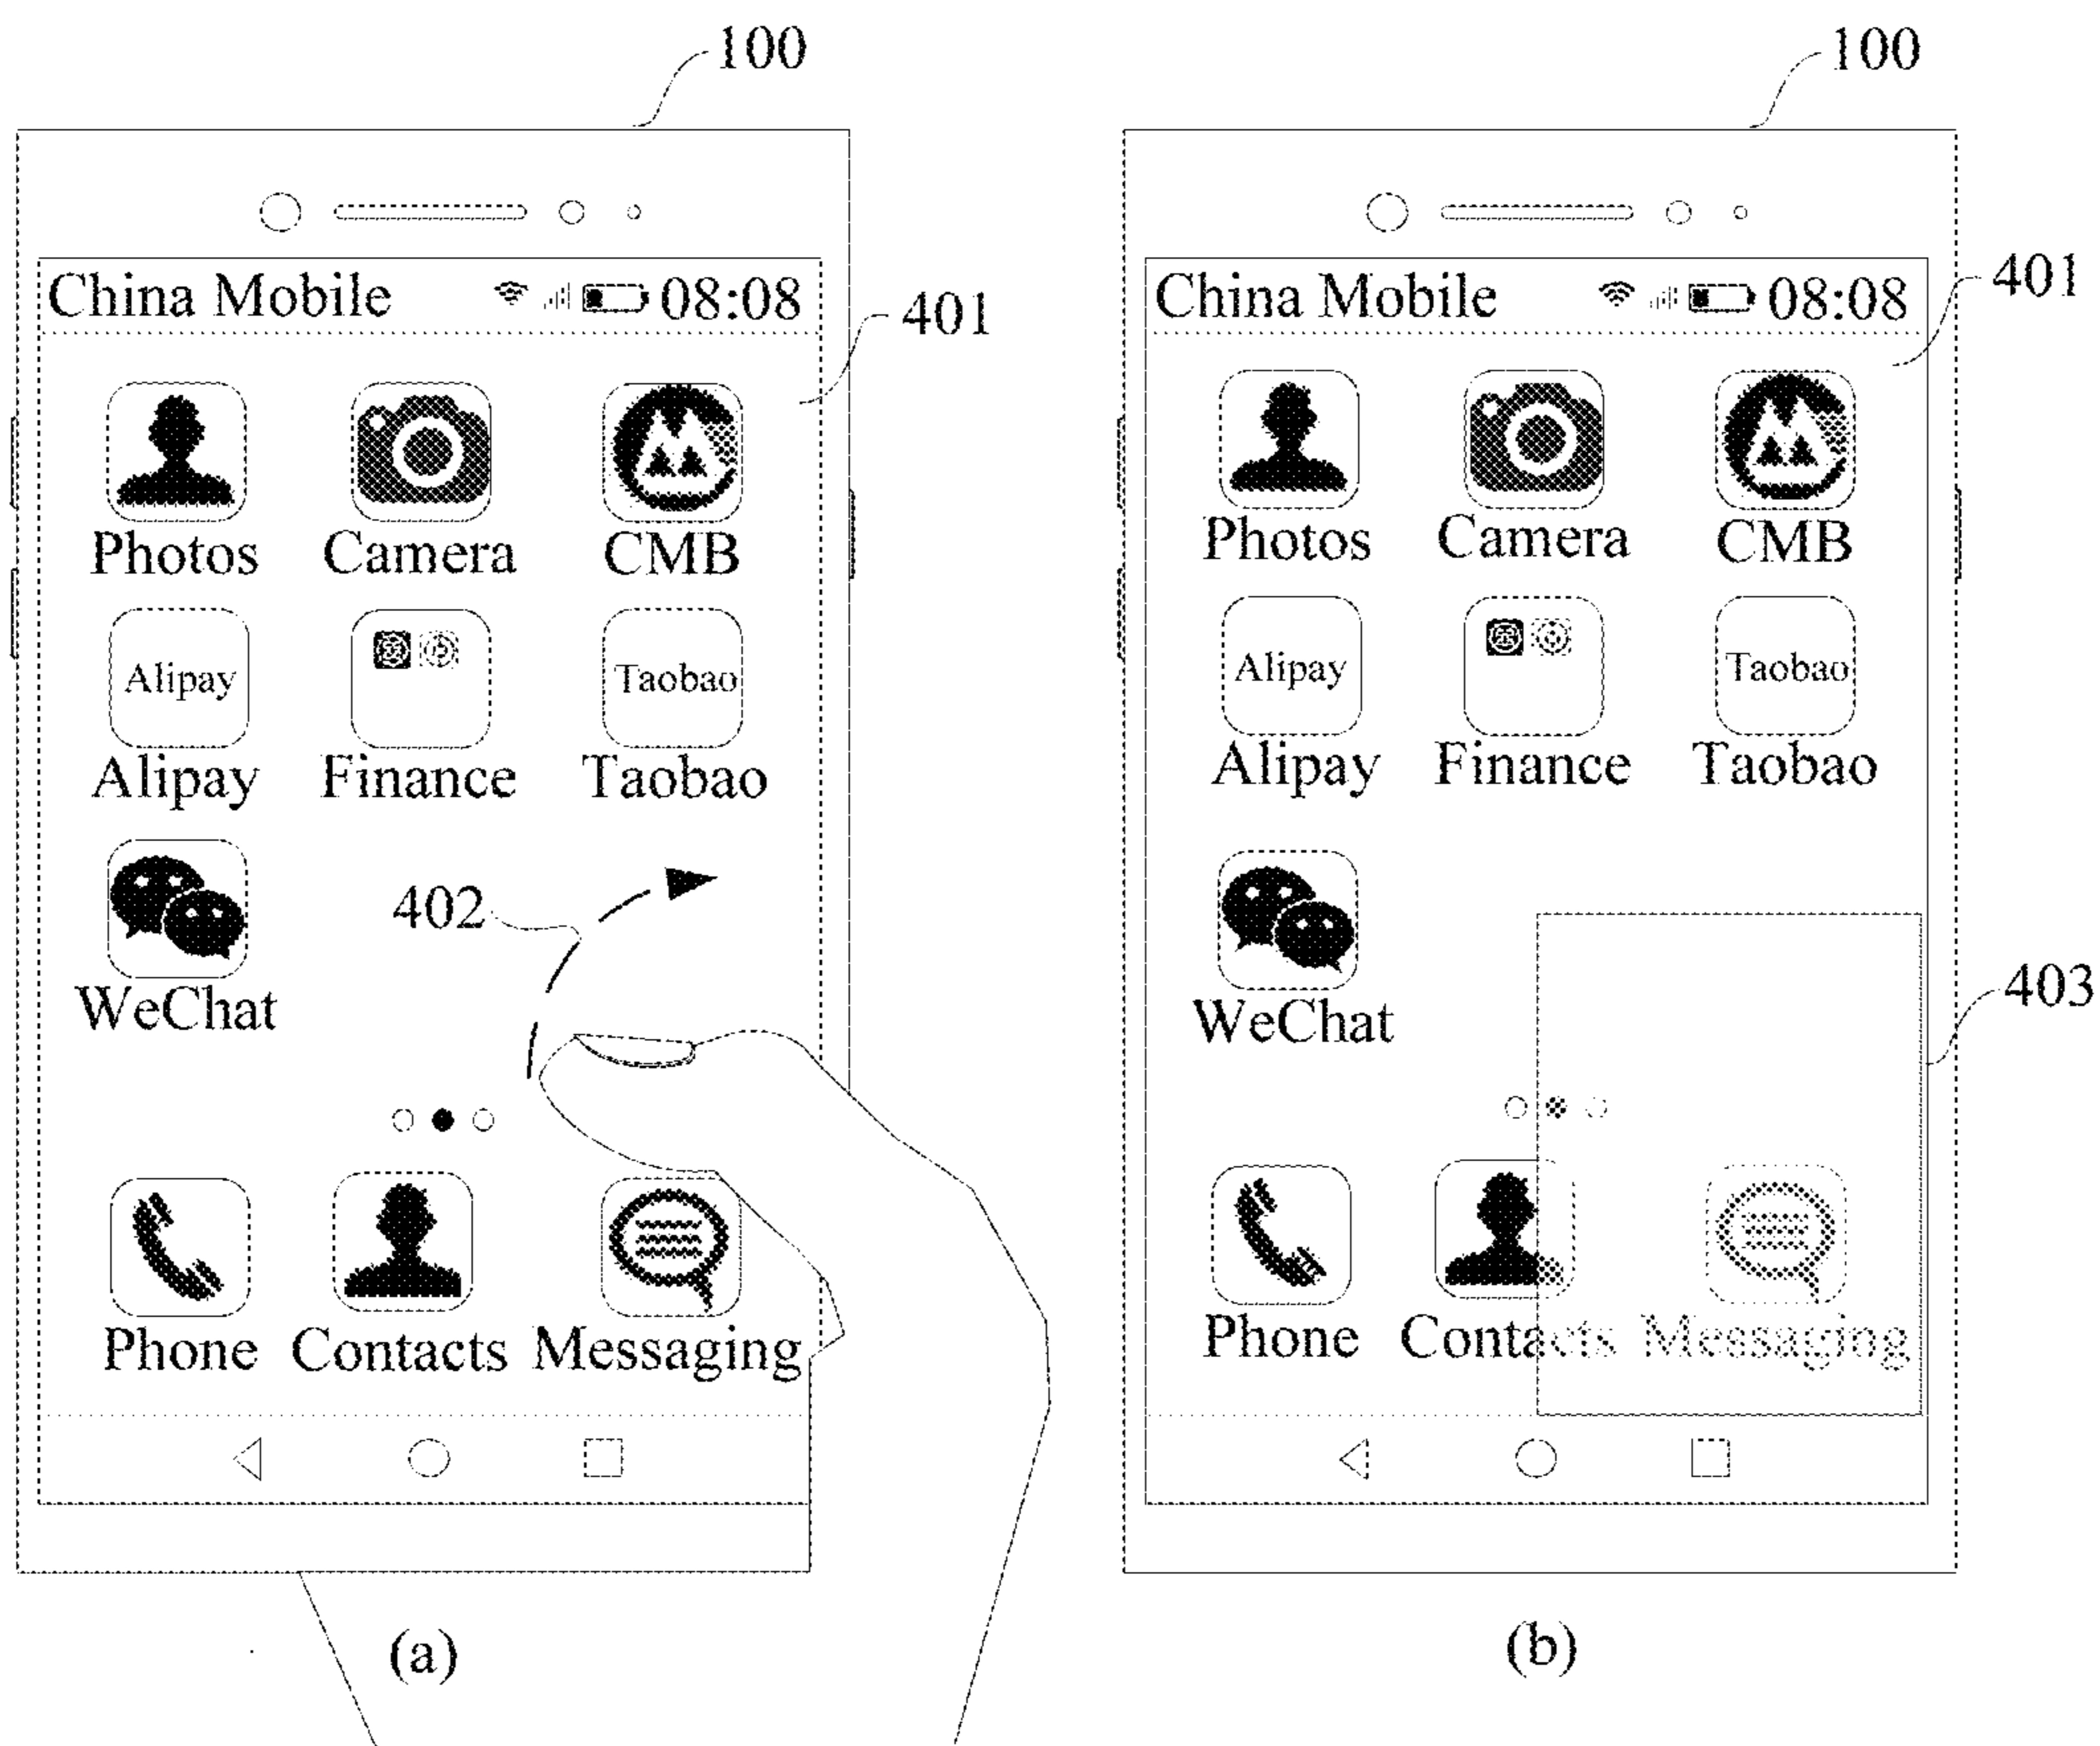 100
China Mobile 08:08
401
Photos Camera CMB
Alipay Taobao
Alipay Finance Taobao
402
WeChat
Phone Contacts Messaging
(a)
100
China Mobile 08:08
401
Photos Camera CMB
Alipay Taobao
Alipay Finance Taobao
WeChat
403
Phone Contacts Messaging
(b)